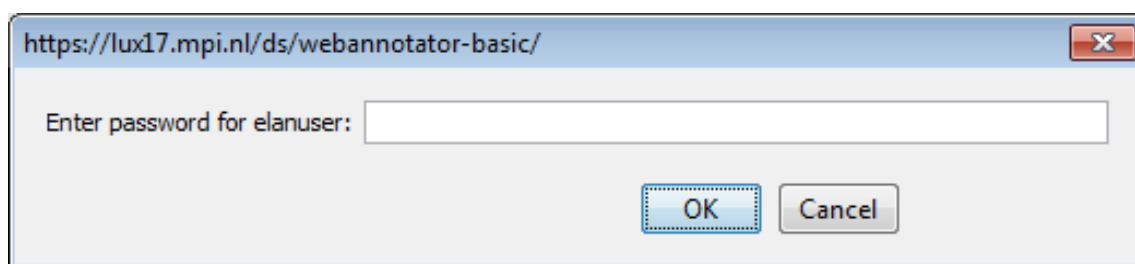 https://lux17.mpi.nl/ds/webannotator-basic/
Enter password for elanuser:
OK Cancel